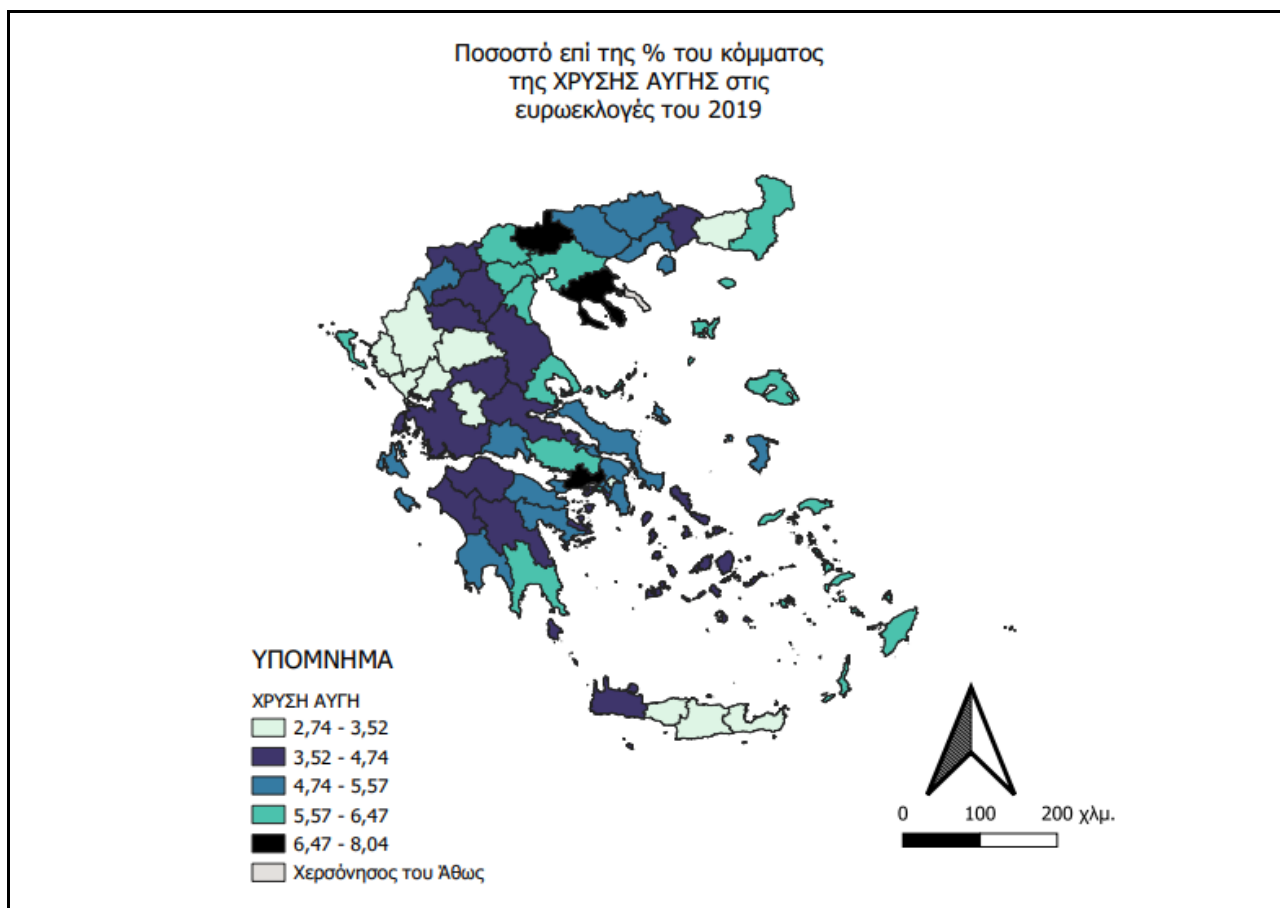 Ποσοστό επί της % του κόμματος
της ΧΡΥΣΗΣ ΑΥΓΗΣ στις
ευρωεκλογές του 2019
ΥΠΟΜΝΗΜΑ
ΧΡΥΣΗ ΑΥΓΗ
2,74 - 3,52
3,52 - 4,74
4,74 - 5,57
5,57 - 6,47
6,47 - 8,04
Χερσόνησος του Άθως
0 100 200 χλμ.